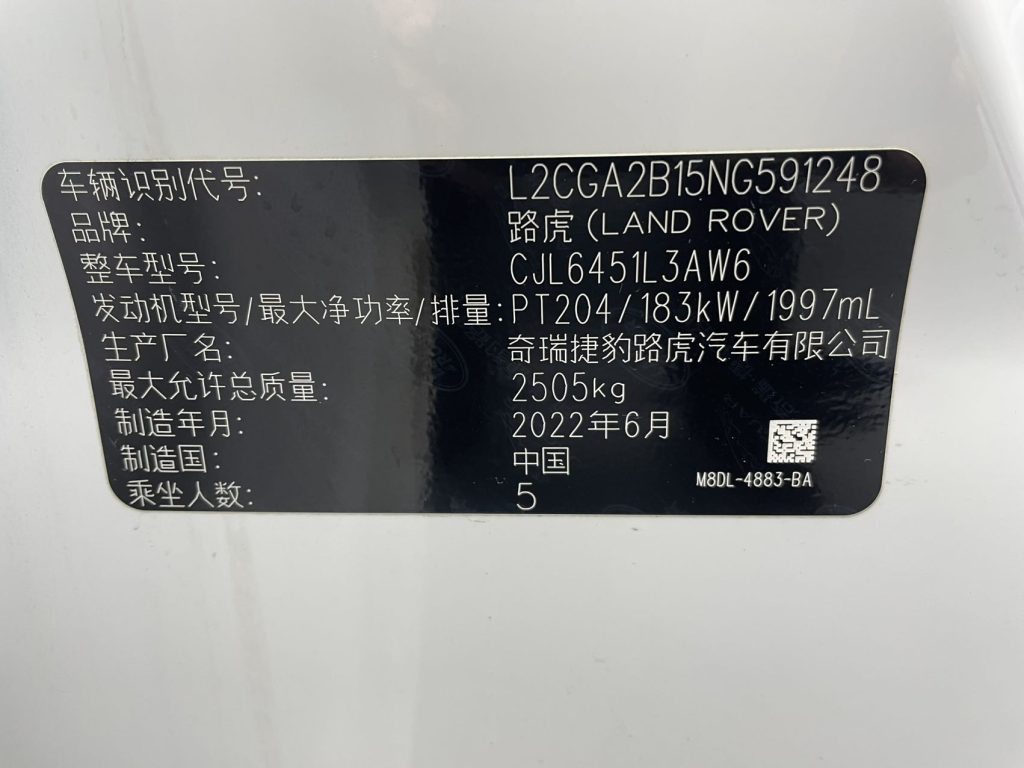 车辆识别代号: L2CGA2B15NG591248
品牌: 路虎 (LAND ROVER)
整车型号: CJL6451L3AW6
发动机型号/最大净功率/排量: PT204/183kW/1997mL
生产厂名: 奇瑞捷豹路虎汽车有限公司
最大允许总质量: 2505kg
制造年月: 2022年6月
制造国: 中国
乘坐人数: 5
M8DL-4883-BA